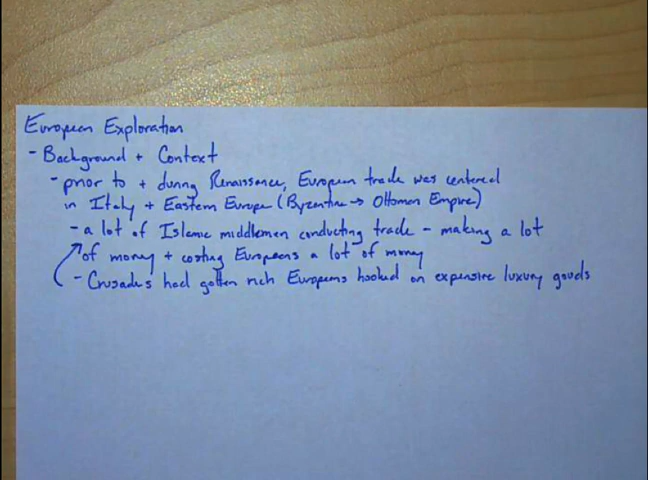 European Exploration
- Background + Context
- prior to + during Renaissance, European trade was centered
in Italy + Eastern Europe (Byzantine → Ottoman Empire)
- a lot of Islamic middlemen conducting trade - making a lot
of money + costing Europeans a lot of money
- Crusades had gotten rich Europeans hooked on expensive luxury goods